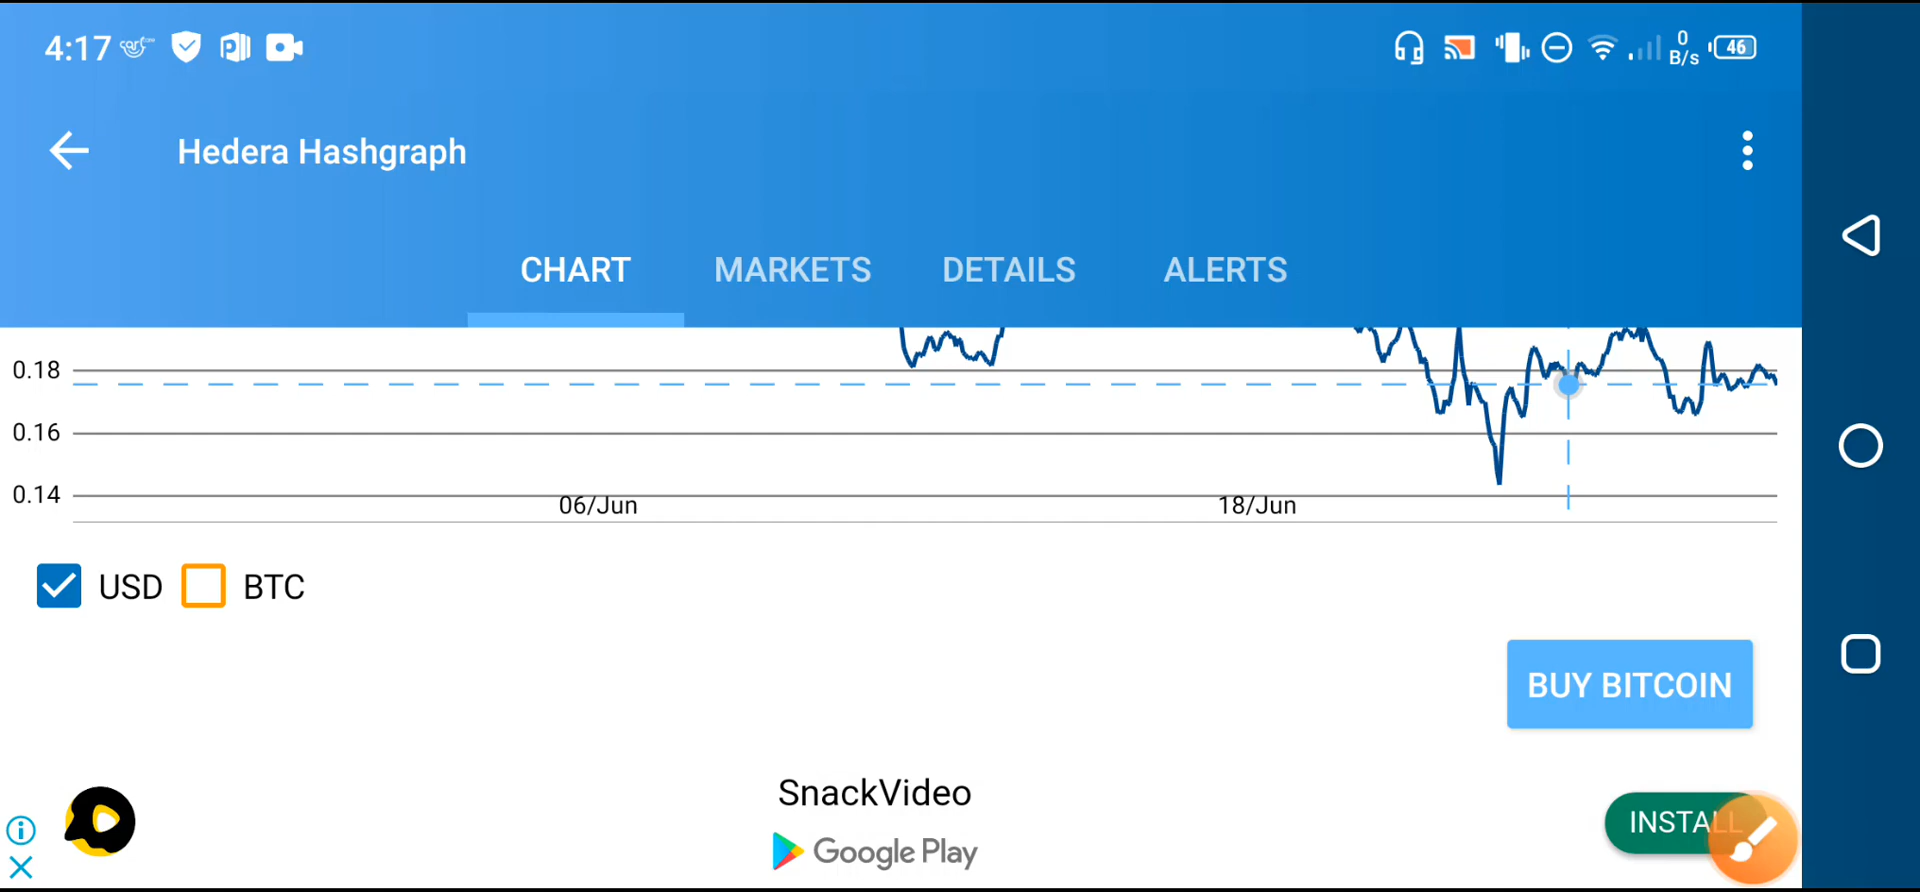 4:17
0
B/s
46
Hedera Hashgraph
CHART MARKETS DETAILS ALERTS
0.18
0.16
0.14
06/Jun 18/Jun
USD BTC
BUY BITCOIN
SnackVideo
Google Play
INSTALL